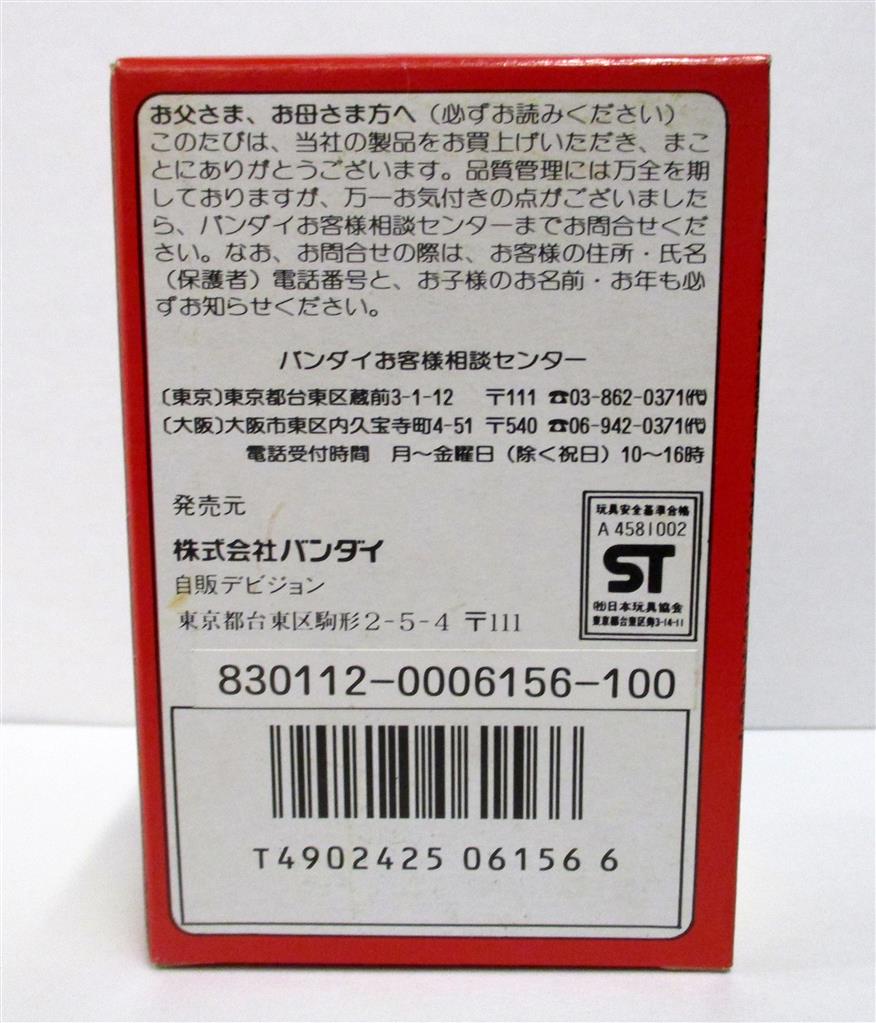 お父さま、お母さま方へ（必ずお読みください）
このたびは、当社の製品をお買上げいただき、まこ
とにありがとうございます。品質管理には万全を期
しておりますが、万一お気付きの点がございました
ら、バンダイお客様相談センターまでお問合せくだ
さい。なお、お問合せの際は、お客様の住所・氏名
（保護者）電話番号と、お子様のお名前・お年も必
ずお知らせください。
バンダイお客様相談センター
〔東京〕東京都台東区蔵前3-1-12 〒111 ☎03-862-0371㈹
〔大阪〕大阪市東区内久宝寺町4-51 〒540 ☎06-942-0371㈹
電話受付時間 月〜金曜日（除く祝日）10〜16時
発売元
株式会社バンダイ
自販デビジョン
東京都台東区駒形2-5-4 〒111
玩具安全基準合格
A 4581002
ST
㈳日本玩具協会
東京都台東区寿3-14-11
830112-0006156-100
T4902425 06156 6